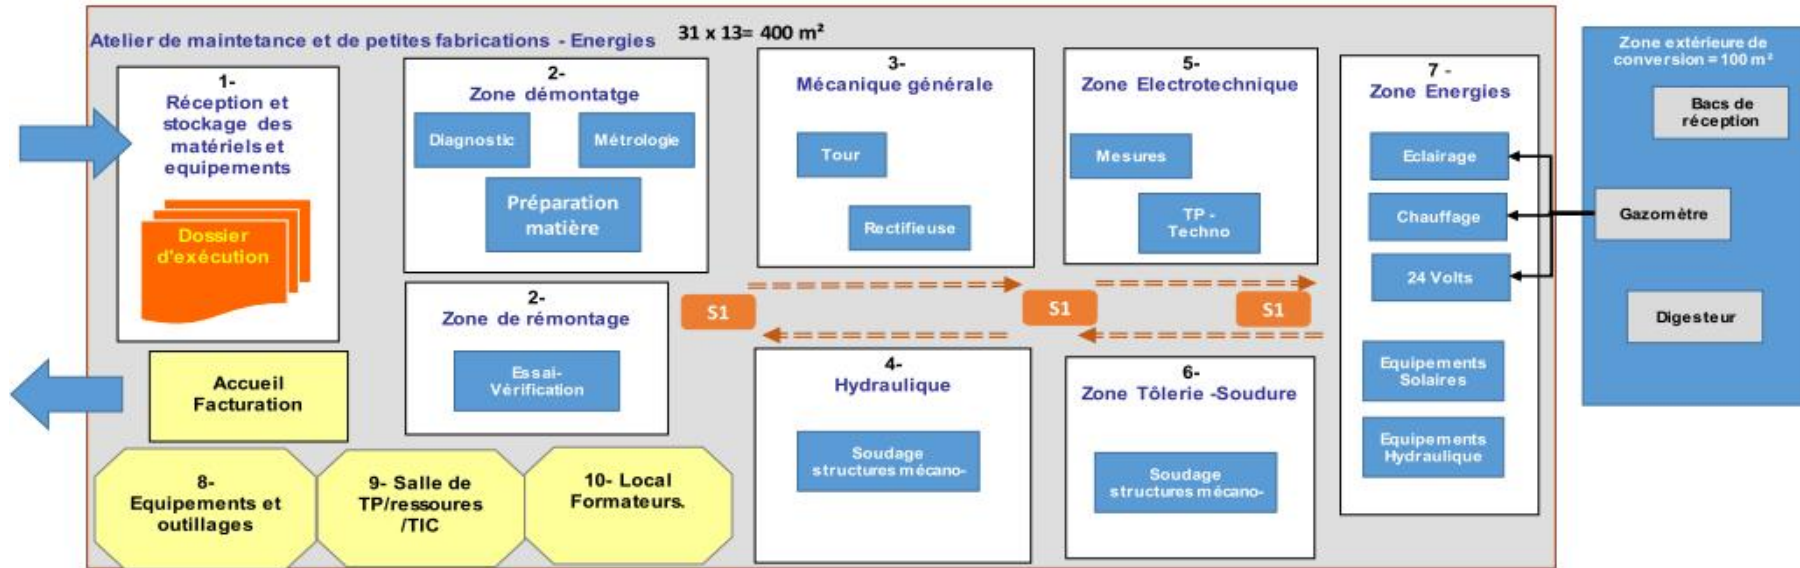 Atelier de maintetance et de petites fabrications - Energies
31 x 13= 400 m²
1-
Réception et
stockage des
matériels et
equipements
Dossier
d'exécution
Accueil
Facturation
8-
Equipements et
outillages
9- Salle de
TP/ressoures
/TIC
10- Local
Formateurs.
2-
Zone démontatge
Diagnostic
Métrologie
Préparation
matière
2-
Zone de rémontage
Essai-
Vérification
3-
Mécanique générale
Tour
Rectifieuse
S1
S1
S1
4-
Hydraulique
Soudage
structures mécano-
5-
Zone Electrotechnique
Mesures
TP -
Techno
6-
Zone Tôlerie -Soudure
Soudage
structures mécano-
7 -
Zone Energies
Eclairage
Chauffage
24 Volts
Equipements
Solaires
Equipements
Hydraulique
Zone extérieure de
conversion = 100 m²
Bacs de
réception
Gazomètre
Digesteur